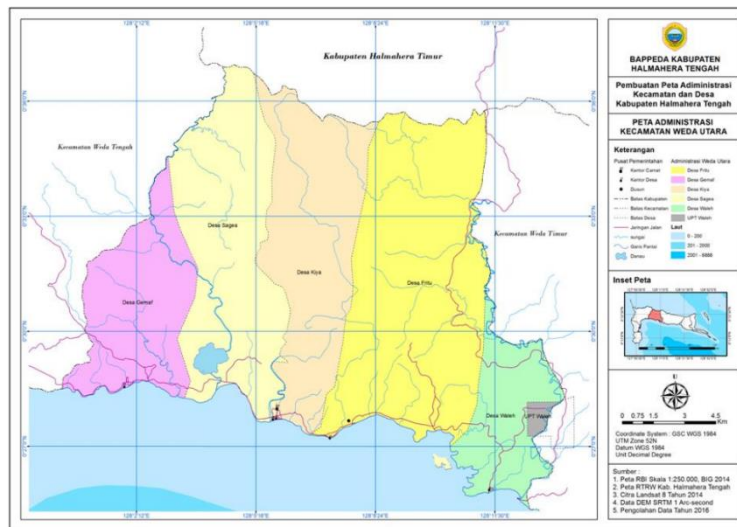 BAPPEDA KABUPATEN
HALMAHERA TENGAH
Pembuatan Peta Adiministrasi
Kecamatan dan Desa
Kabupaten Halmahera Tengah
PETA ADMINISTRASI
KECAMATAN WEDA UTARA
Keterangan
Pusat Pemerintahan
Kantor Camat
Kantor Desa
Dusun
Batas Kabupaten
Batas Kecamatan
Batas Desa
Jaringan Jalan
sungai
Garis Pantai
Danau
Administrasi Weda Utara
Desa Fritu
Desa Gemaf
Desa Kiya
Desa Sagea
Desa Waleh
UPT Waleh
Laut
0 - 200
201 - 2000
Inset Peta
U
0 0.75 1.5 3 4.5
Km
Coordinate System : GSC WGS 1984
UTM Zone 52N
Datum WGS 1984
Unit Decimal Degree
Sumber :
1. Peta RBI Skala 1:250.000, BIG 2014
2. Peta RTRW Kab. Halmahera Tengah
3. Citra Landsat 8 Tahun 2014
4. Data DEM SRTM 1 Arc-second
5. Pengolahan Data Tahun 2016
Kabupaten Halmahera Timur
Kecamatan Weda Tengah
Kecamatan Weda Timur
Desa Sagea
Desa Kiya
Desa Fritu
Desa Gemaf
Desa Waleh
UPT Waleh